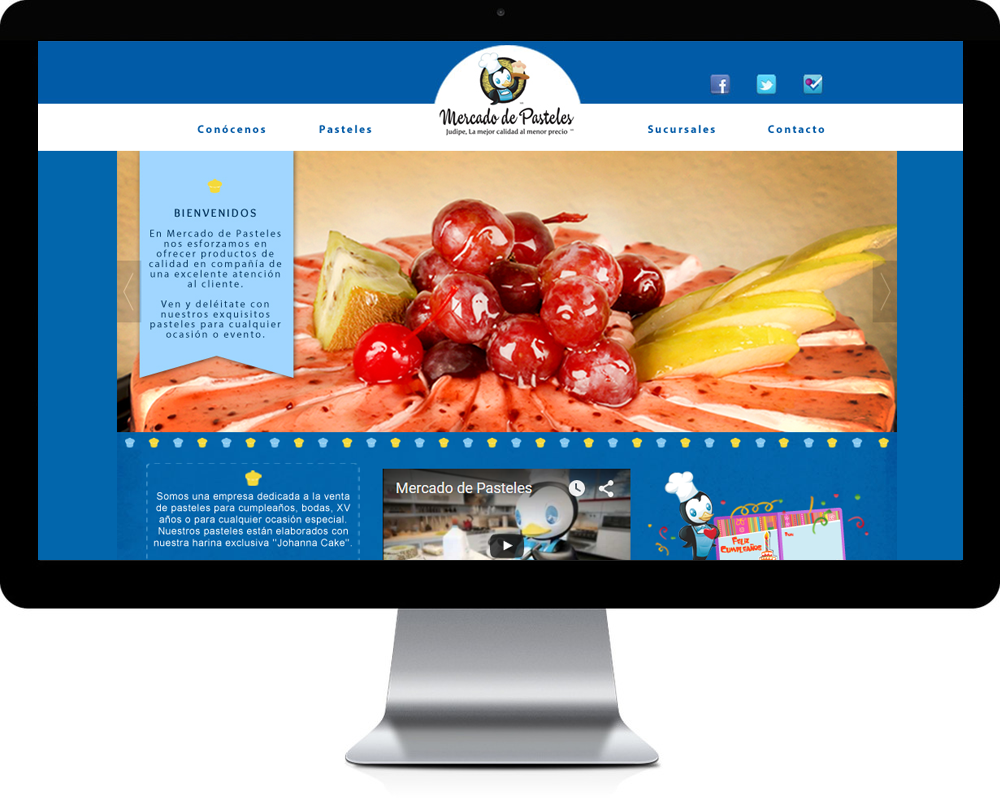 Mercado de Pasteles
Judipe, La mejor calidad al menor precio
Conócenos
Pasteles
Sucursales
Contacto
BIENVENIDOS
En Mercado de Pasteles
nos esforzamos en
ofrecer productos de
calidad en compañía de
una excelente atención
al cliente.
Ven y deléitate con
nuestros exquisitos
pasteles para cualquier
ocasión o evento.
Somos una empresa dedicada a la venta
de pasteles para cumpleaños, bodas, XV
años o para cualquier ocasión especial.
Nuestros pasteles están elaborados con
nuestra harina exclusiva "Johanna Cake".
Mercado de Pasteles
Feliz
Cumpleaños